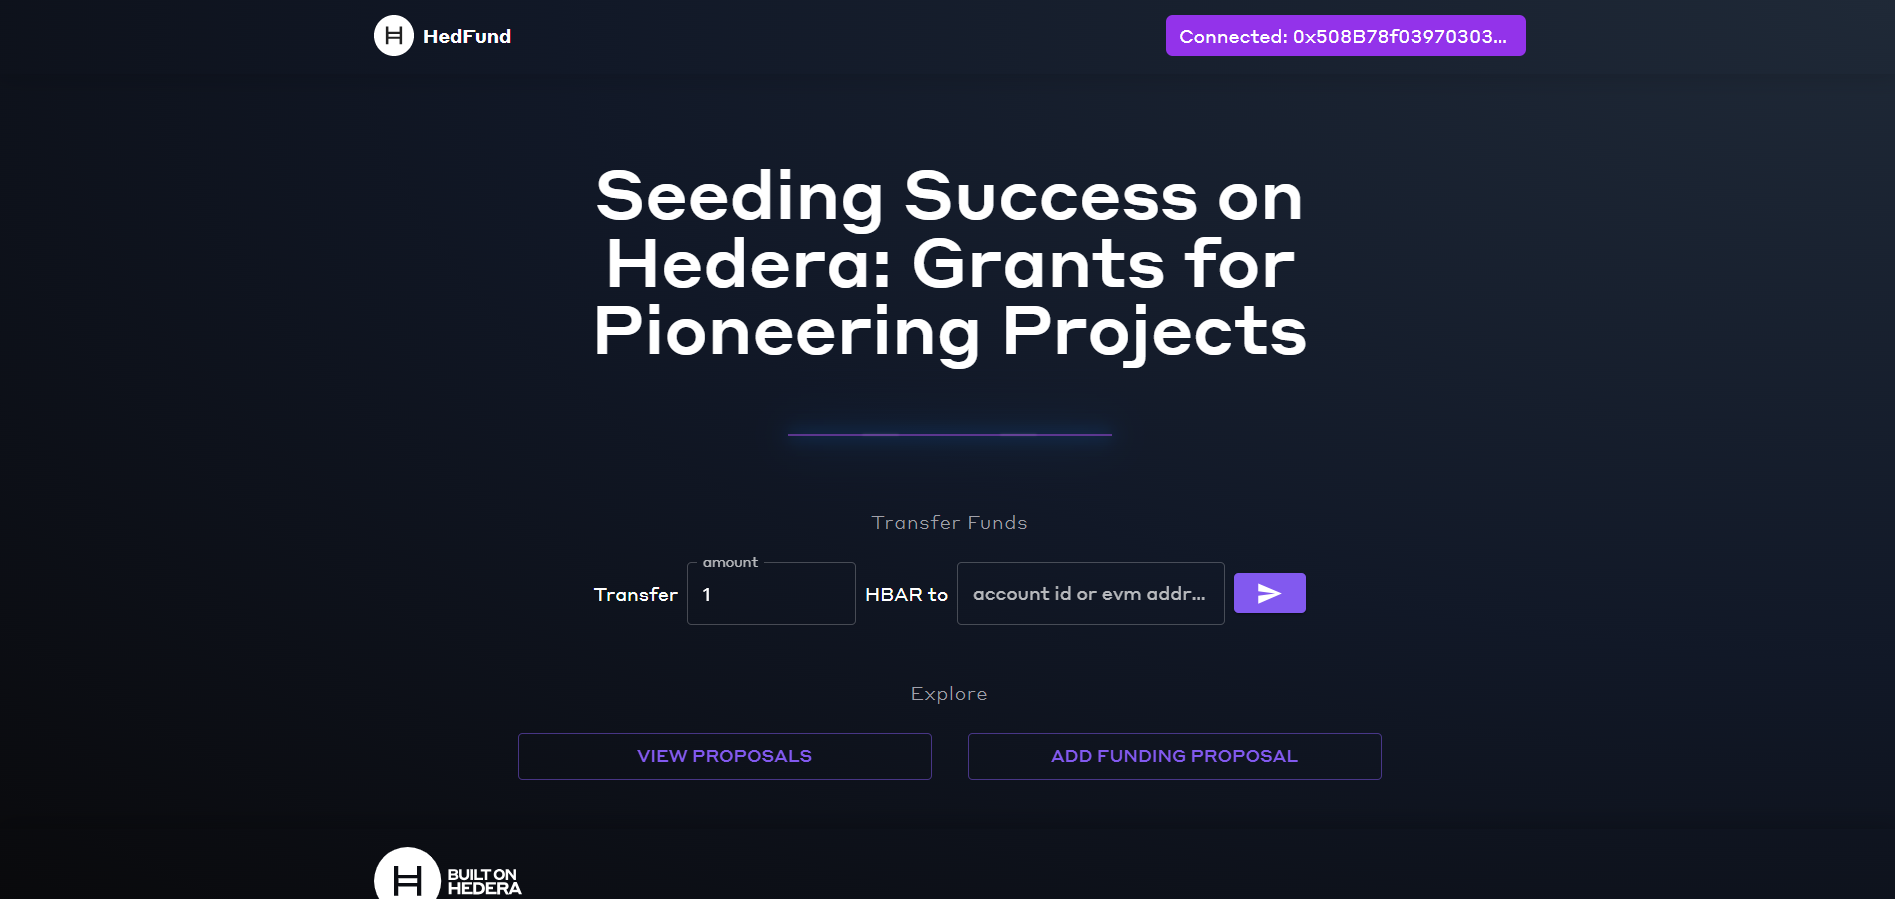 HedFund
Connected: 0x508B78f03970303...
Seeding Success on
Hedera: Grants for
Pioneering Projects
Transfer Funds
amount
Transfer 1 HBAR to account id or evm addr...
Explore
VIEW PROPOSALS
ADD FUNDING PROPOSAL
BUILT ON
HEDERA